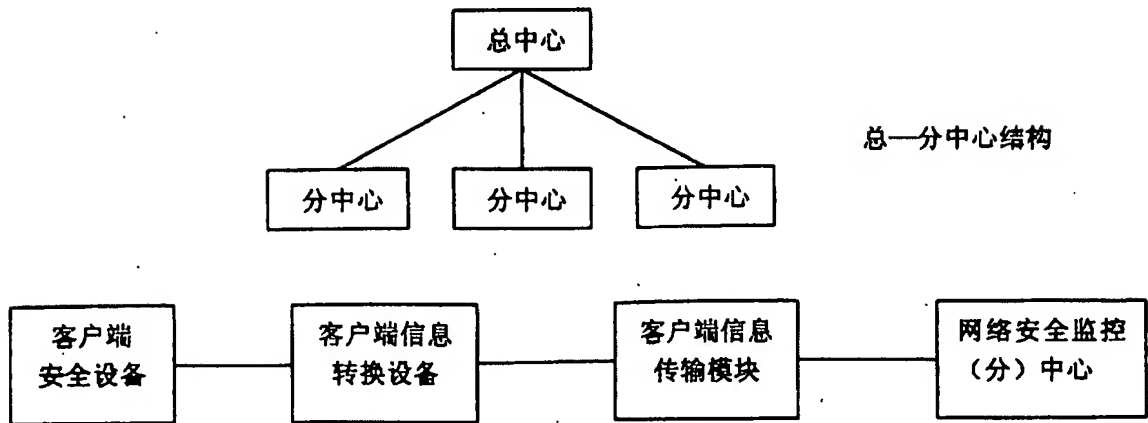 总中心
总—分中心结构
分中心
分中心
分中心
客户端
安全设备
客户端信息
转换设备
客户端信息
传输模块
网络安全监控
（分）中心